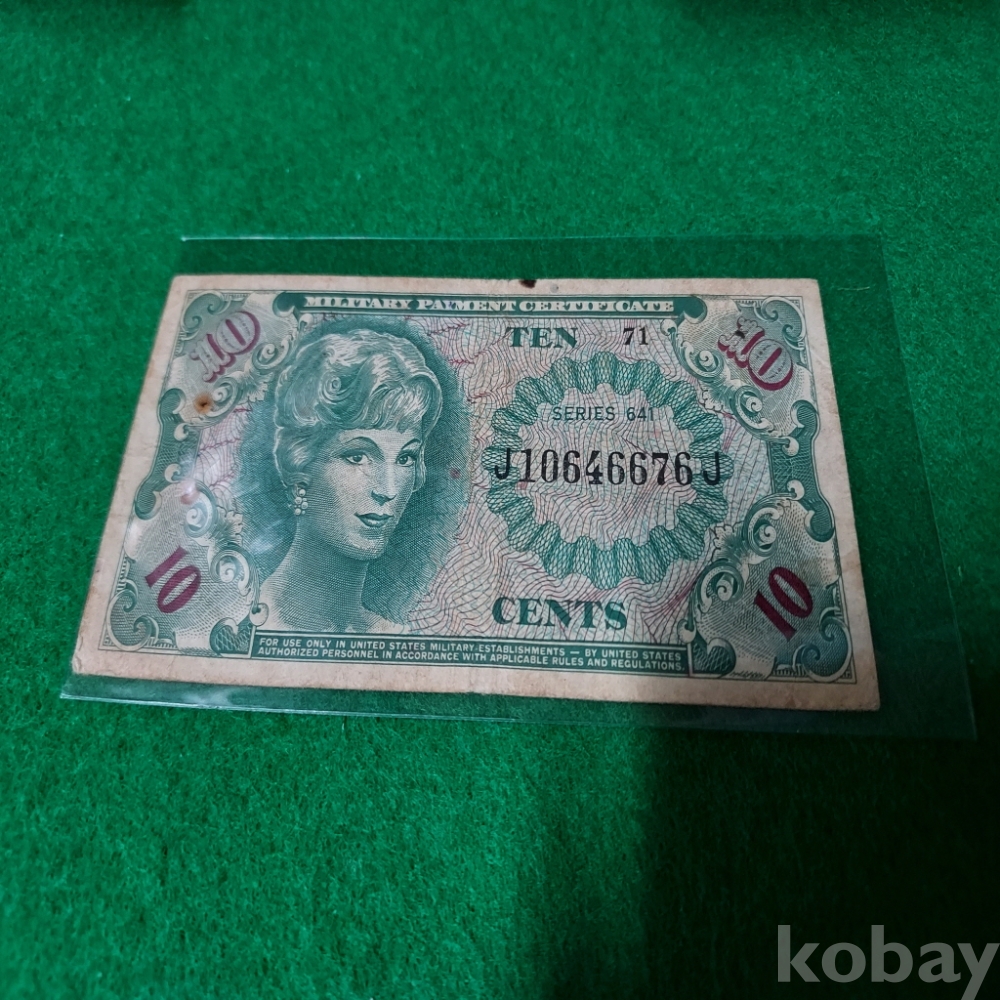 MILITARY PAYMENT CERTIFICATE
10
TEN 71
10
SERIES 641
J10646676J
10
CENTS
10
FOR USE ONLY IN UNITED STATES MILITARY ESTABLISHMENTS — BY UNITED STATES
AUTHORIZED PERSONNEL IN ACCORDANCE WITH APPLICABLE RULES AND REGULATIONS.
kobay